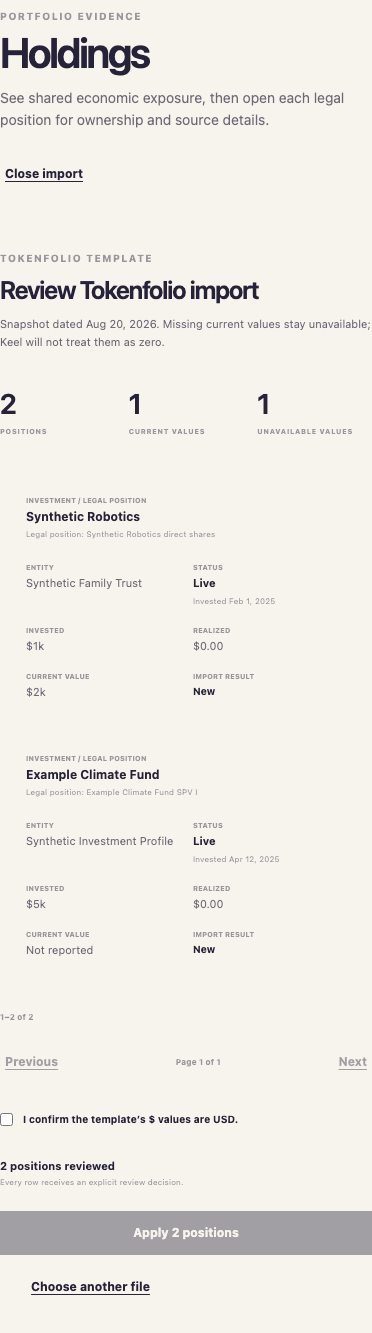 PORTFOLIO EVIDENCE
Holdings
See shared economic exposure, then open each legal
position for ownership and source details.
Close import
TOKENFOLIO TEMPLATE
Review Tokenfolio import
Snapshot dated Aug 20, 2026. Missing current values stay unavailable;
Keel will not treat them as zero.
2 1 1
POSITIONS CURRENT VALUES UNAVAILABLE VALUES
INVESTMENT / LEGAL POSITION
Synthetic Robotics
Legal position: Synthetic Robotics direct shares
ENTITY STATUS
Synthetic Family Trust Live
Invested Feb 1, 2025
INVESTED REALIZED
$1k $0.00
CURRENT VALUE IMPORT RESULT
$2k New
INVESTMENT / LEGAL POSITION
Example Climate Fund
Legal position: Example Climate Fund SPV I
ENTITY STATUS
Synthetic Investment Profile Live
Invested Apr 12, 2025
INVESTED REALIZED
$5k $0.00
CURRENT VALUE IMPORT RESULT
Not reported New
1–2 of 2
Previous Page 1 of 1 Next
I confirm the template’s $ values are USD.
2 positions reviewed
Every row receives an explicit review decision.
Apply 2 positions
Choose another file